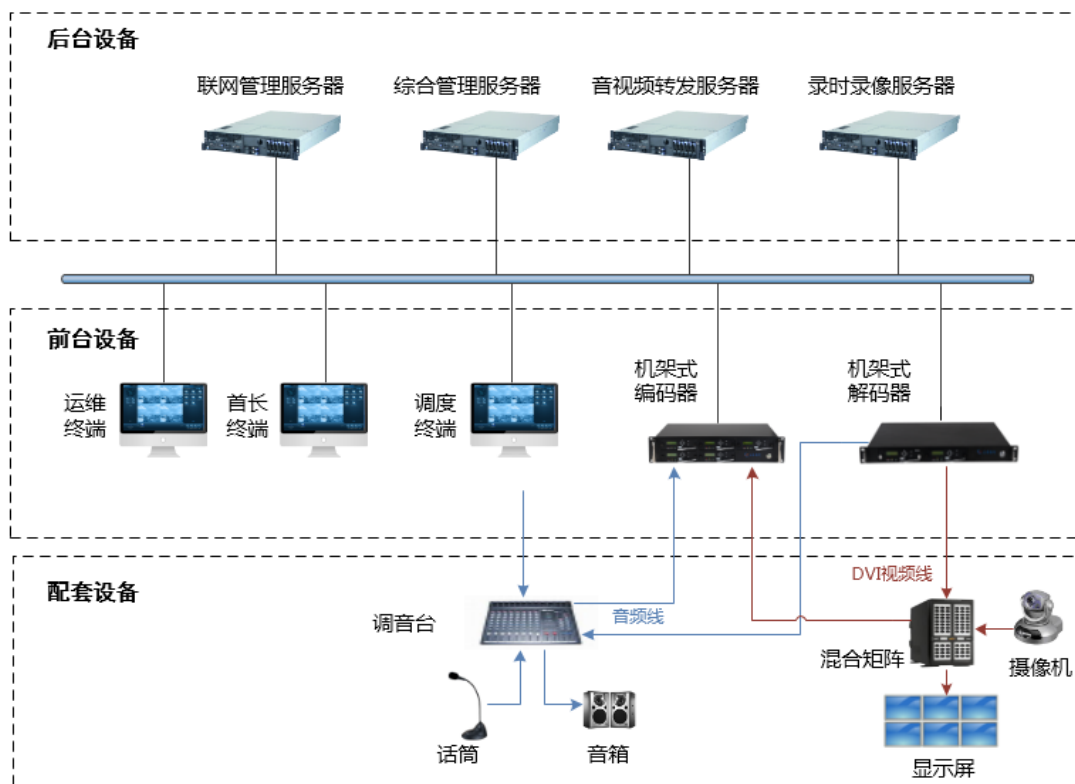 后台设备
联网管理服务器
综合管理服务器
音视频转发服务器
录时录像服务器
前台设备
运维
终端
首长
终端
调度
终端
机架式
编码器
机架式
解码器
配套设备
DVI视频线
调音台
音频线
混合矩阵
摄像机
话筒
音箱
显示屏